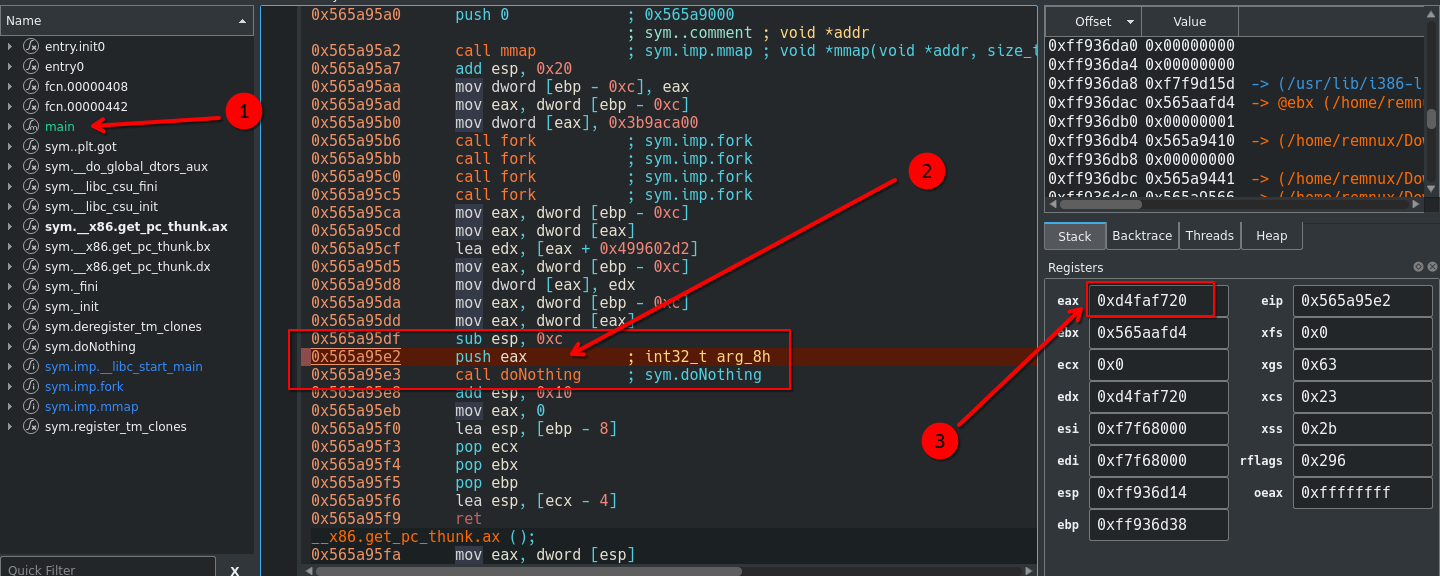 Name
entry.init0
entry0
fcn.00000408
fcn.00000442
main
sym..plt.got
sym.__do_global_dtors_aux
sym.__libc_csu_fini
sym.__libc_csu_init
sym.__x86.get_pc_thunk.ax
sym.__x86.get_pc_thunk.bx
sym.__x86.get_pc_thunk.dx
sym._fini
sym._init
sym.deregister_tm_clones
sym.doNothing
sym.imp.__libc_start_main
sym.imp.fork
sym.imp.mmap
sym.register_tm_clones
Quick Filter X
1
0x565a95a0 push 0 ; 0x565a9000
; sym..comment ; void *addr
0x565a95a2 call mmap ; sym.imp.mmap ; void *mmap(void *addr, size_t
0x565a95a7 add esp, 0x20
0x565a95aa mov dword [ebp - 0xc], eax
0x565a95ad mov eax, dword [ebp - 0xc]
0x565a95b0 mov dword [eax], 0x3b9aca00
0x565a95b6 call fork ; sym.imp.fork
0x565a95bb call fork ; sym.imp.fork
0x565a95c0 call fork ; sym.imp.fork
0x565a95c5 call fork ; sym.imp.fork
0x565a95ca mov eax, dword [ebp - 0xc]
0x565a95cd mov eax, dword [eax]
0x565a95cf lea edx, [eax + 0x499602d2]
0x565a95d5 mov eax, dword [ebp - 0xc]
0x565a95d8 mov dword [eax], edx
0x565a95da mov eax, dword [ebp - 0xc]
0x565a95dd mov eax, dword [eax]
0x565a95df sub esp, 0xc
0x565a95e2 push eax ; int32_t arg_8h
0x565a95e3 call doNothing ; sym.doNothing
0x565a95e8 add esp, 0x10
0x565a95eb mov eax, 0
0x565a95f0 lea esp, [ebp - 8]
0x565a95f3 pop ecx
0x565a95f4 pop ebx
0x565a95f5 pop ebp
0x565a95f6 lea esp, [ecx - 4]
0x565a95f9 ret
__x86.get_pc_thunk.ax ();
0x565a95fa mov eax, dword [esp]
2
3
Offset Value
0xff936da0 0x00000000
0xff936da4 0x00000000
0xff936da8 0xf7f9d15d -> (/usr/lib/i386-l
0xff936dac 0x565aafd4 -> @ebx (/home/remnu
0xff936db0 0x00000001
0xff936db4 0x565a9410 -> (/home/remnux/Dow
0xff936db8 0x00000000
0xff936dbc 0x565a9441 -> (/home/remnux/Dow
0xff936dc0 0x565a9566 -> (/home/remnux/Dow
Stack Backtrace Threads Heap
Registers
eax 0xd4faf720 eip 0x565a95e2
ebx 0x565aafd4 xfs 0x0
ecx 0x0 xgs 0x63
edx 0xd4faf720 xcs 0x23
esi 0xf7f68000 xss 0x2b
edi 0xf7f68000 rflags 0x296
esp 0xff936d14 oeax 0xffffffff
ebp 0xff936d38